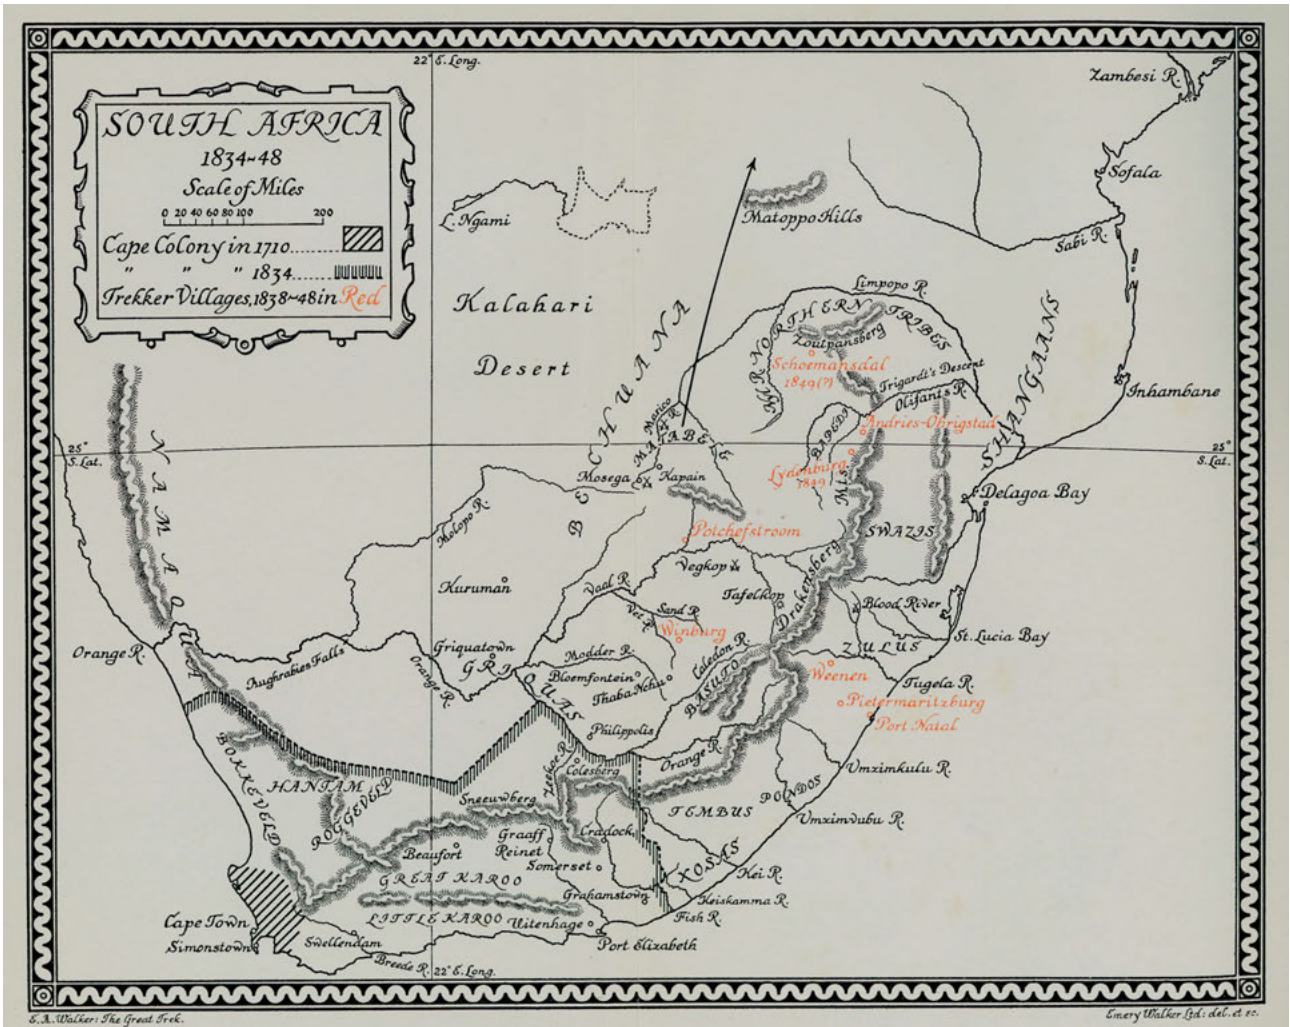 22° E. Long.
Zambesi R.
SOUTH AFRICA
1834~48
Scale of Miles
0 20 40 60 80 100 200
Cape Colony in 1710
" " " 1834
Trekker Villages, 1838~48 in Red
Sofala
L. Ngami
Matoppo Hills
Sabi R.
Kalahari
Desert
Limpopo R.
NORTHERN TRIBES
Zoutpansberg
Schoemansdal
1849 (?)
Trigardt's Descent
Olifants R.
SHANGAANS
Inhambane
BECHUANA
Marico R.
MATABELE
BAPEDI
Andries-Ohrigstad
25°
S. Lat.
25°
S. Lat.
NAMAQUA
Mosega
Kapain
Lydenburg
1849
Mts.
Delagoa Bay
Molopo R.
Potchefstroom
SWAZIS
Vegkop
Kuruman
Vaal R.
Tafelkop
Drakensberg
Blood River
Vet R.
Sand R.
Winburg
St. Lucia Bay
Orange R.
Aughrabies Falls
Griquatown
GRIQUAS
Modder R.
Caledon R.
ZULUS
Orange R.
Bloemfontein
Thaba Nchu
BASUTO
Weenen
Tugela R.
Pietermaritzburg
Port Natal
Philippolis
BOKKEVELD
HANTAM
ROGGEVELD
Zeekoe R.
Colesberg
Orange R.
Umzimkulu R.
PONDOS
Sneeuwberg
TEMBUS
Umzimvubu R.
Graaff
Reinet
Cradock
Beaufort
Somerset
XOSAS
Kei R.
GREAT KAROO
Grahamstown
Keiskamma R.
LITTLE KAROO
Uitenhage
Fish R.
Cape Town
Simonstown
Swellendam
Port Elizabeth
Breede R.
22° E. Long.
E. A. Walker: The Great Trek.
Emery Walker Ltd: del. et sc.